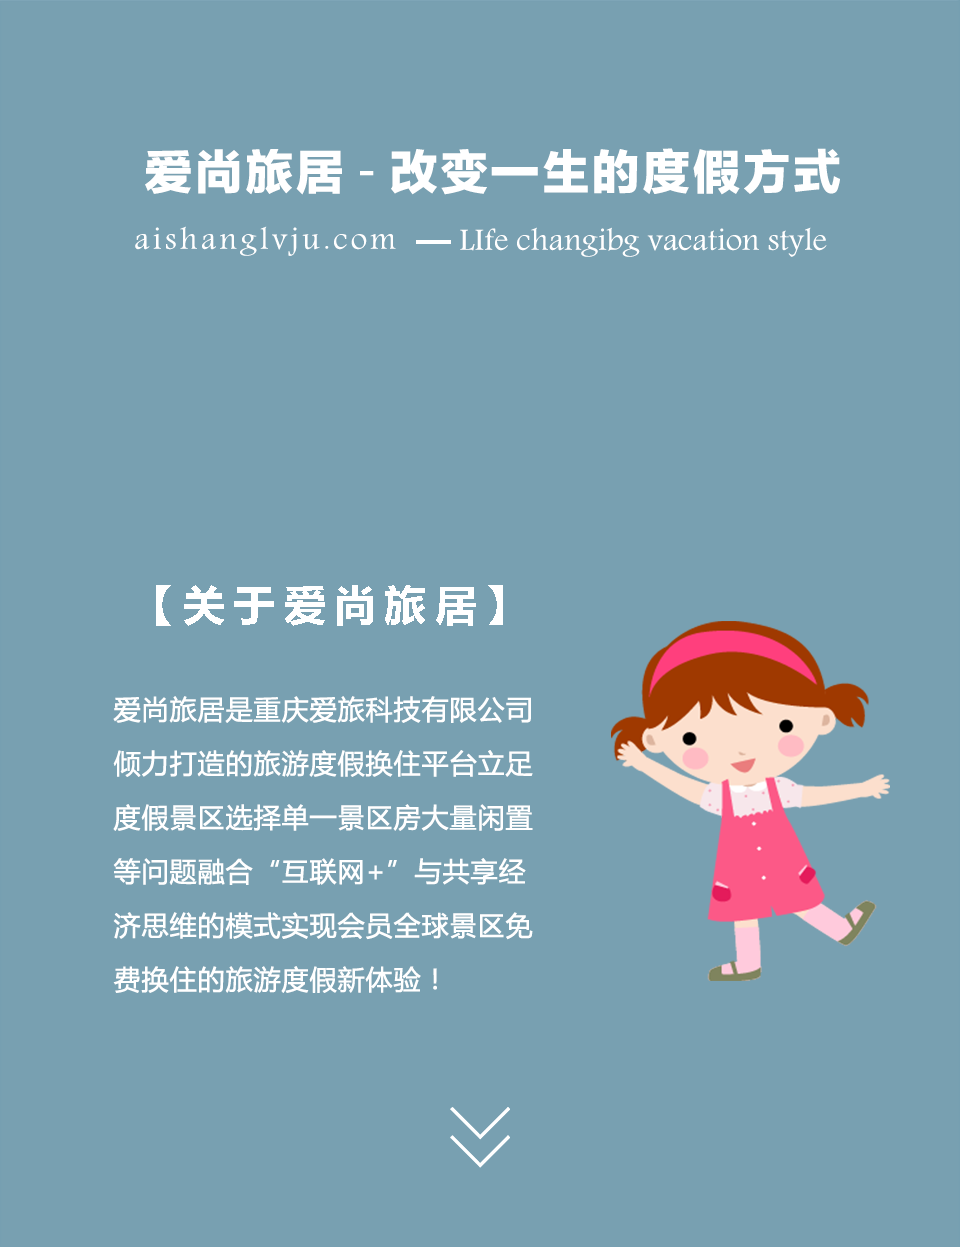 爱尚旅居 - 改变一生的度假方式
aishanglvju.com — LIfe changibg vacation style
【关于爱尚旅居】
爱尚旅居是重庆爱旅科技有限公司
倾力打造的旅游度假换住平台立足
度假景区选择单一景区房大量闲置
等问题融合“互联网+”与共享经
济思维的模式实现会员全球景区免
费换住的旅游度假新体验！